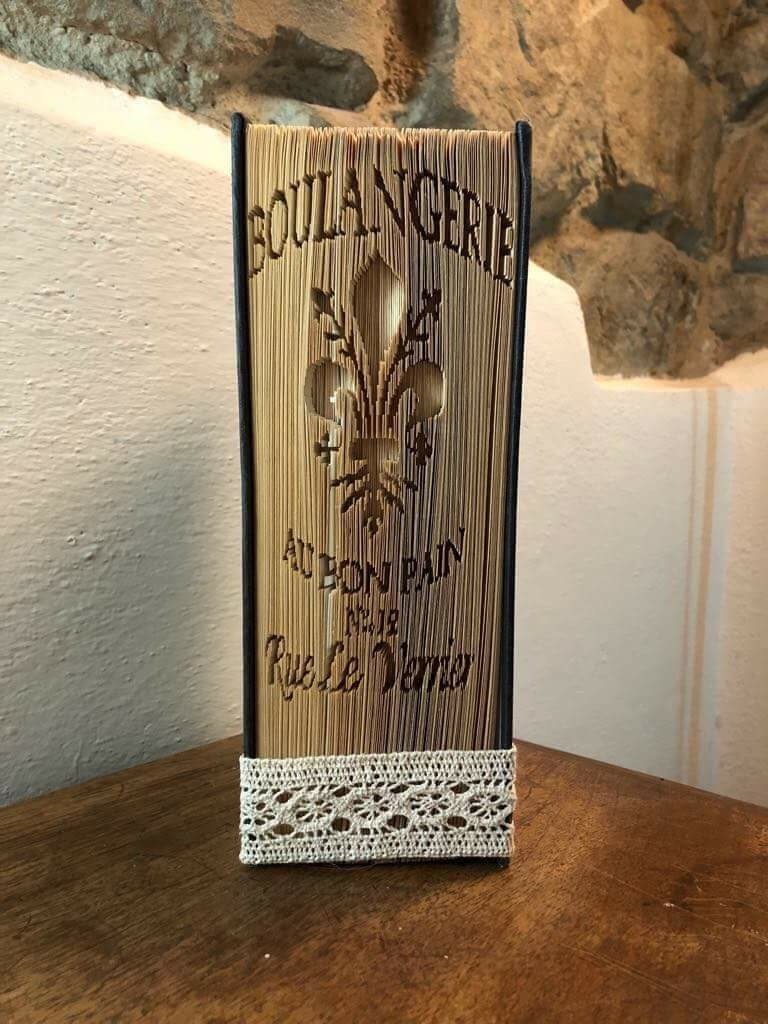 BOULANGERIE
AU BON PAIN
No. 18
Rue Le Verrier